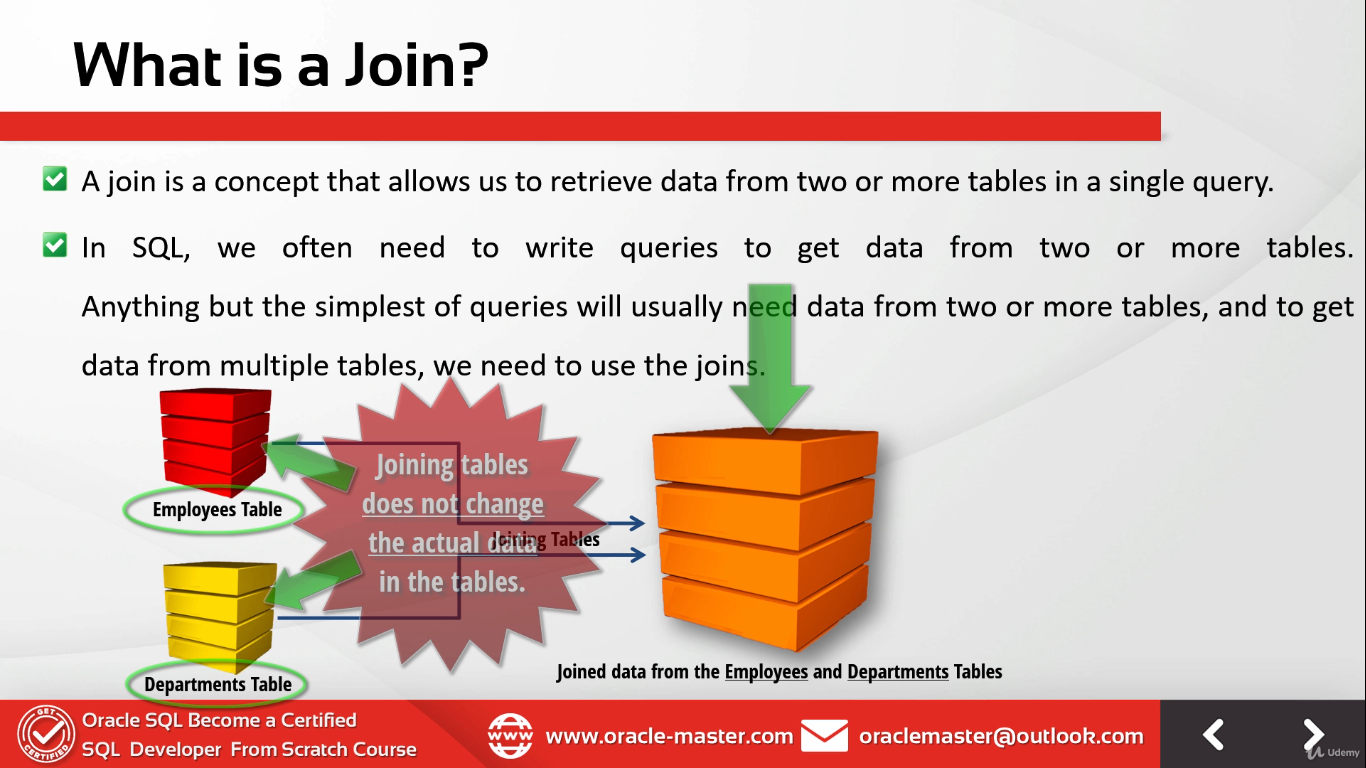 What is a Join?
A join is a concept that allows us to retrieve data from two or more tables in a single query.
In SQL, we often need to write queries to get data from two or more tables.
Anything but the simplest of queries will usually need data from two or more tables, and to get
data from multiple tables, we need to use the joins.
Employees Table
Joining tables
does not change
the actual data
in the tables.
Joining Tables
Departments Table
Joined data from the Employees and Departments Tables
GET CERTIFIED
Oracle SQL Become a Certified
SQL Developer From Scratch Course
WWW
www.oracle-master.com
oraclemaster@outlook.com
Udemy